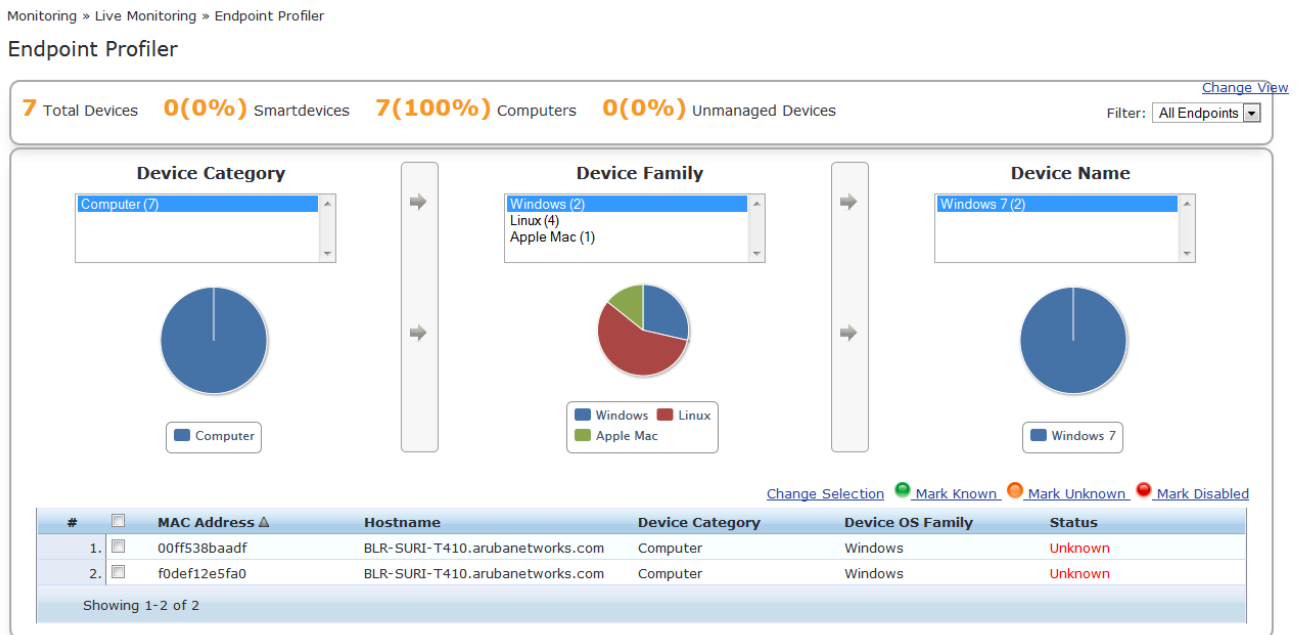 Monitoring » Live Monitoring » Endpoint Profiler
Endpoint Profiler
Change View
7 Total Devices 0(0%) Smartdevices 7(100%) Computers 0(0%) Unmanaged Devices
Filter: All Endpoints
Device Category
Computer (7)
Computer
Device Family
Windows (2)
Linux (4)
Apple Mac (1)
Windows Linux
Apple Mac
Device Name
Windows 7 (2)
Windows 7
Change Selection Mark Known Mark Unknown Mark Disabled
# MAC Address Hostname Device Category Device OS Family Status
1. 00ff538baadf BLR-SURI-T410.arubanetworks.com Computer Windows Unknown
2. f0def12e5fa0 BLR-SURI-T410.arubanetworks.com Computer Windows Unknown
Showing 1-2 of 2